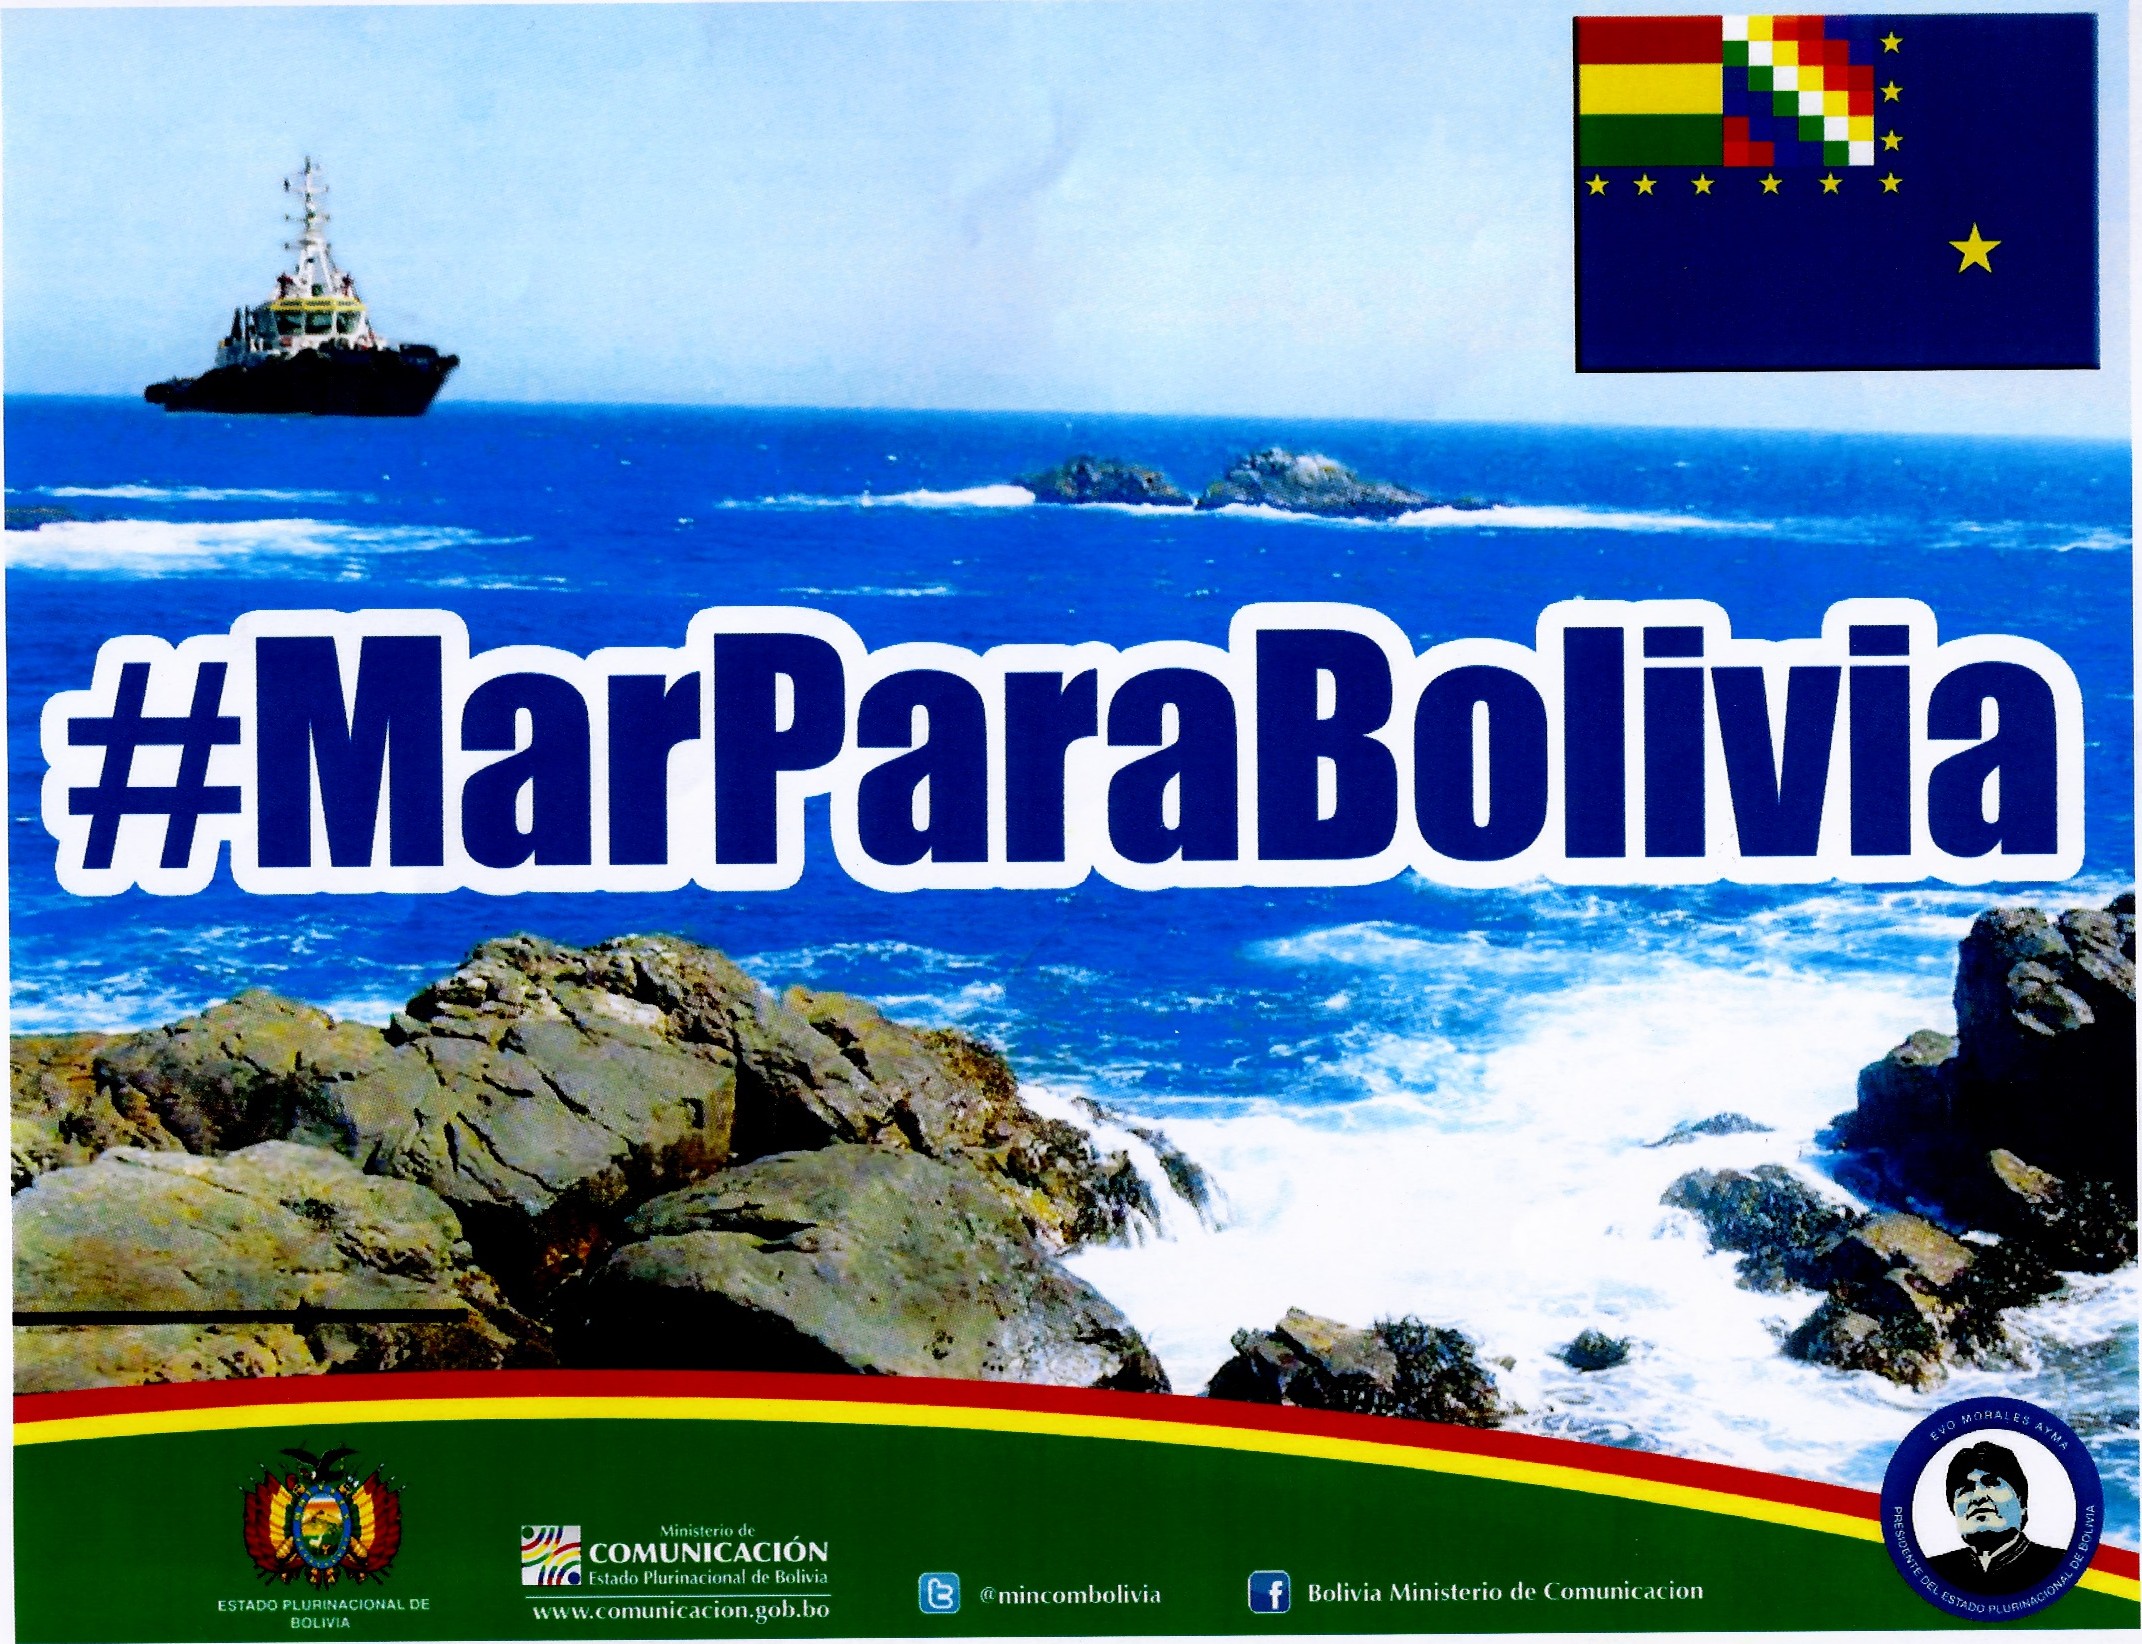 #MarParaBolivia
ESTADO PLURINACIONAL DE
BOLIVIA
Ministerio de
COMUNICACIÓN
Estado Plurinacional de Bolivia
www.comunicacion.gob.bo
@mincombolivia
Bolivia Ministerio de Comunicacion
EVO MORALES AYMA
PRESIDENTE DEL ESTADO PLURINACIONAL DE BOLIVIA